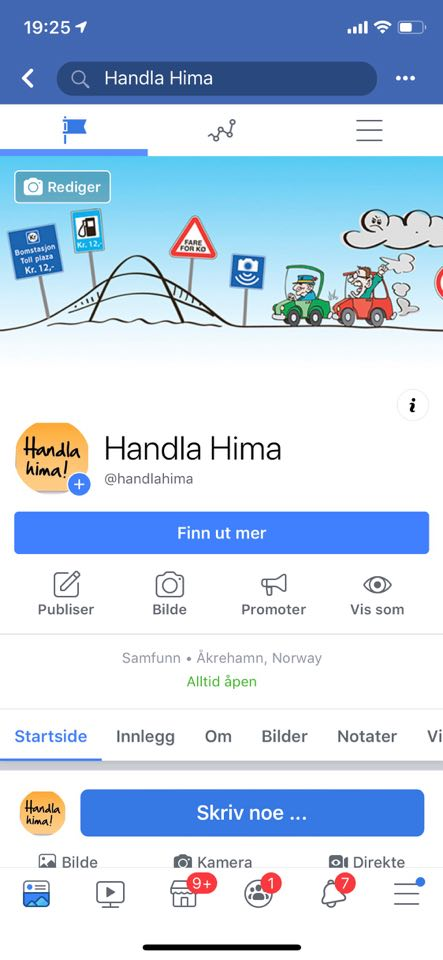 19:25
Handla Hima
Rediger
Bomstasjon
Toll plaza
Kr. 12,-
Kr. 12,-
FARE
FOR KØ
i
Handla
hima!
Handla Hima
@handlahima
Finn ut mer
Publiser Bilde Promoter Vis som
Samfunn • Åkrehamn, Norway
Alltid åpen
Startside Innlegg Om Bilder Notater Vi
Handla
hima!
Skriv noe ...
Bilde Kamera Direkte
9+ 1 7